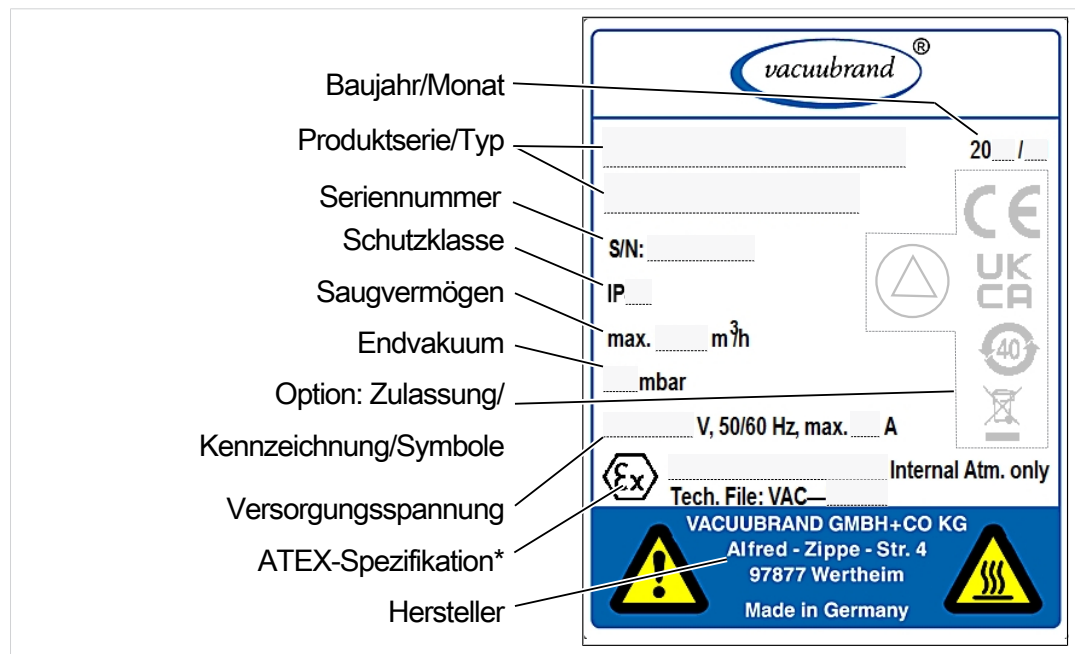 vacuubrand®
Baujahr/Monat
Produktserie/Typ
20 /
Seriennummer
S/N:
Schutzklasse
IP
Saugvermögen
max. m³/h
Endvakuum
mbar
Option: Zulassung/
Kennzeichnung/Symbole
CE
UK
CA
40
V, 50/60 Hz, max. A
Versorgungsspannung
Ex
Internal Atm. only
Tech. File: VAC—
ATEX-Spezifikation*
Hersteller
VACUUBRAND GMBH+CO KG
Alfred - Zippe - Str. 4
97877 Wertheim
Made in Germany